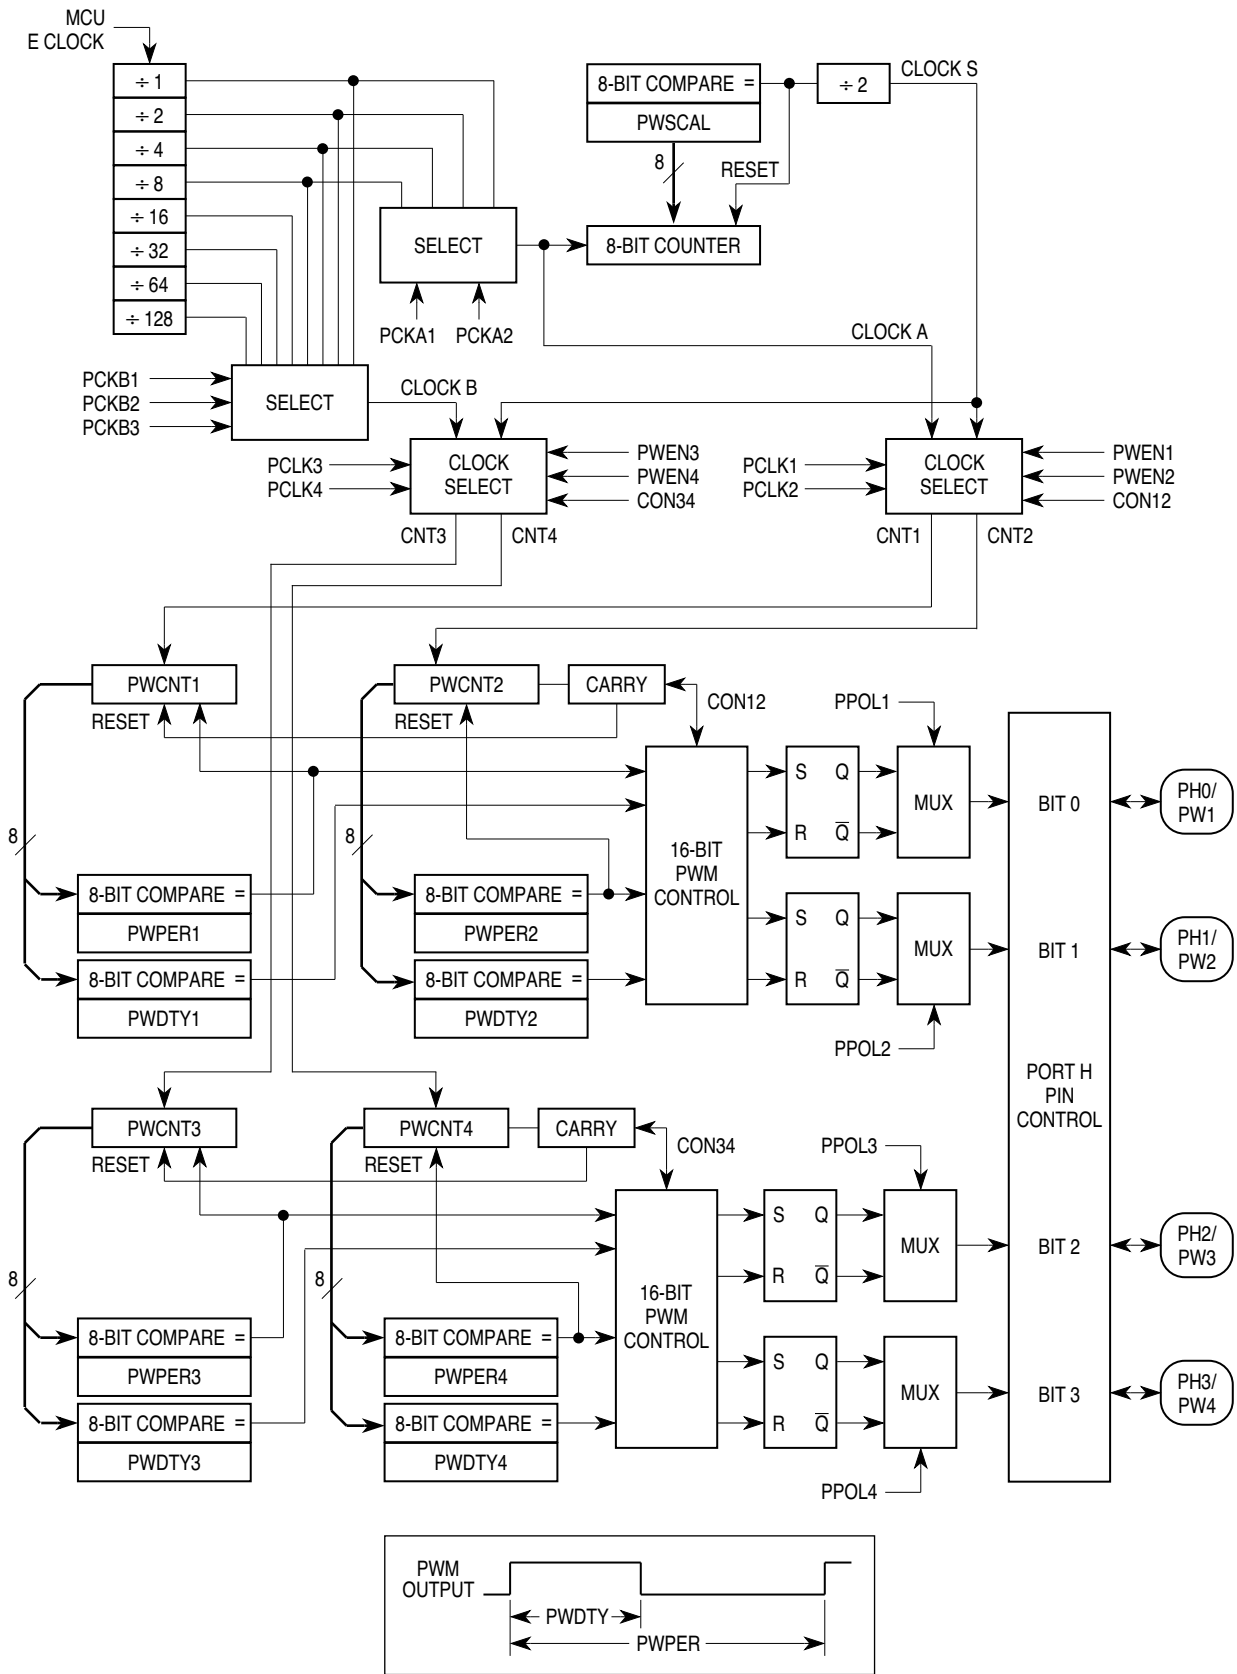 MCU
E CLOCK
÷ 1
÷ 2
÷ 4
÷ 8
÷ 16
÷ 32
÷ 64
÷ 128
8-BIT COMPARE =
PWSCAL
÷ 2
CLOCK S
8
RESET
SELECT
8-BIT COUNTER
PCKA1
PCKA2
CLOCK A
PCKB1
PCKB2
PCKB3
SELECT
CLOCK B
PCLK3
PCLK4
CLOCK
SELECT
PWEN3
PWEN4
CON34
PCLK1
PCLK2
CLOCK
SELECT
PWEN1
PWEN2
CON12
CNT3
CNT4
CNT1
CNT2
PWCNT1
RESET
PWCNT2
RESET
CARRY
CON12
PPOL1
8
8
16-BIT
PWM
CONTROL
S Q
R Q̅
MUX
BIT 0
PH0/
PW1
8-BIT COMPARE =
PWPER1
8-BIT COMPARE =
PWDTY1
8-BIT COMPARE =
PWPER2
8-BIT COMPARE =
PWDTY2
S Q
R Q̅
MUX
BIT 1
PH1/
PW2
PPOL2
PORT H
PIN
CONTROL
PWCNT3
RESET
PWCNT4
RESET
CARRY
CON34
PPOL3
8
8
16-BIT
PWM
CONTROL
S Q
R Q̅
MUX
BIT 2
PH2/
PW3
8-BIT COMPARE =
PWPER3
8-BIT COMPARE =
PWDTY3
8-BIT COMPARE =
PWPER4
8-BIT COMPARE =
PWDTY4
S Q
R Q̅
MUX
BIT 3
PH3/
PW4
PPOL4
PWM
OUTPUT
PWDTY
PWPER